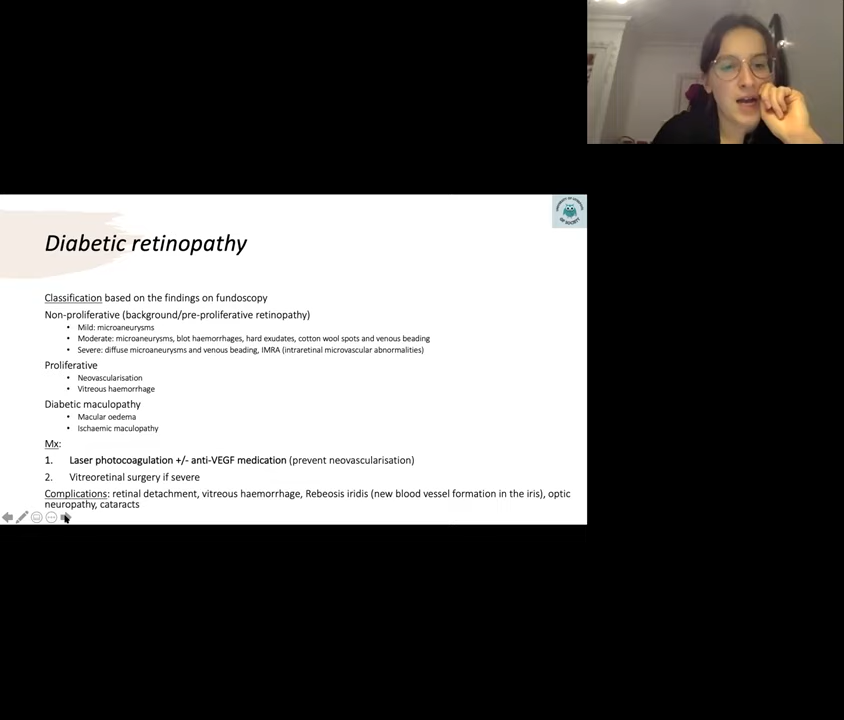 Diabetic retinopathy
Classification based on the findings on fundoscopy
Non-proliferative (background/pre-proliferative retinopathy)
• Mild: microaneurysms
• Moderate: microaneurysms, blot haemorrhages, hard exudates, cotton wool spots and venous beading
• Severe: diffuse microaneurysms and venous beading, IMRA (intraretinal microvascular abnormalities)
Proliferative
• Neovascularisation
• Vitreous haemorrhage
Diabetic maculopathy
• Macular oedema
• Ischaemic maculopathy
Mx:
1. Laser photocoagulation +/- anti-VEGF medication (prevent neovascularisation)
2. Vitreoretinal surgery if severe
Complications: retinal detachment, vitreous haemorrhage, Rebeosis iridis (new blood vessel formation in the iris), optic
neuropathy, cataracts